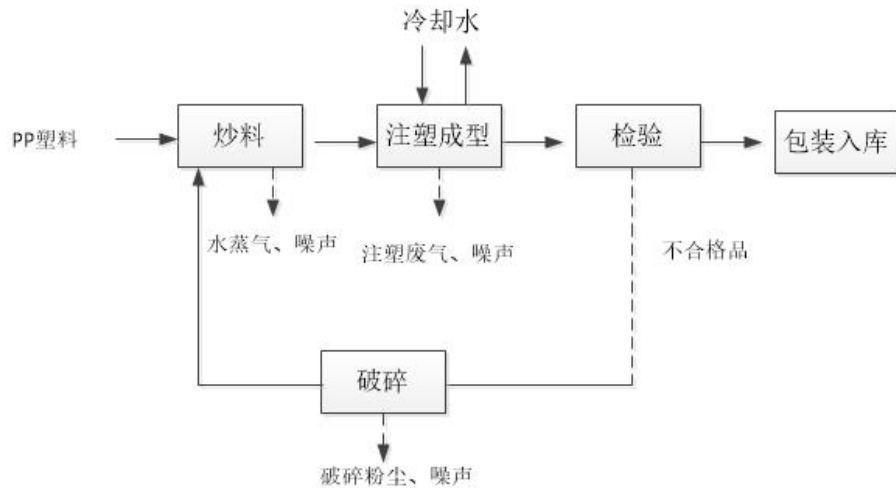 冷却水
PP塑料
炒料
注塑成型
检验
包装入库
水蒸气、噪声
注塑废气、噪声
不合格品
破碎
破碎粉尘、噪声